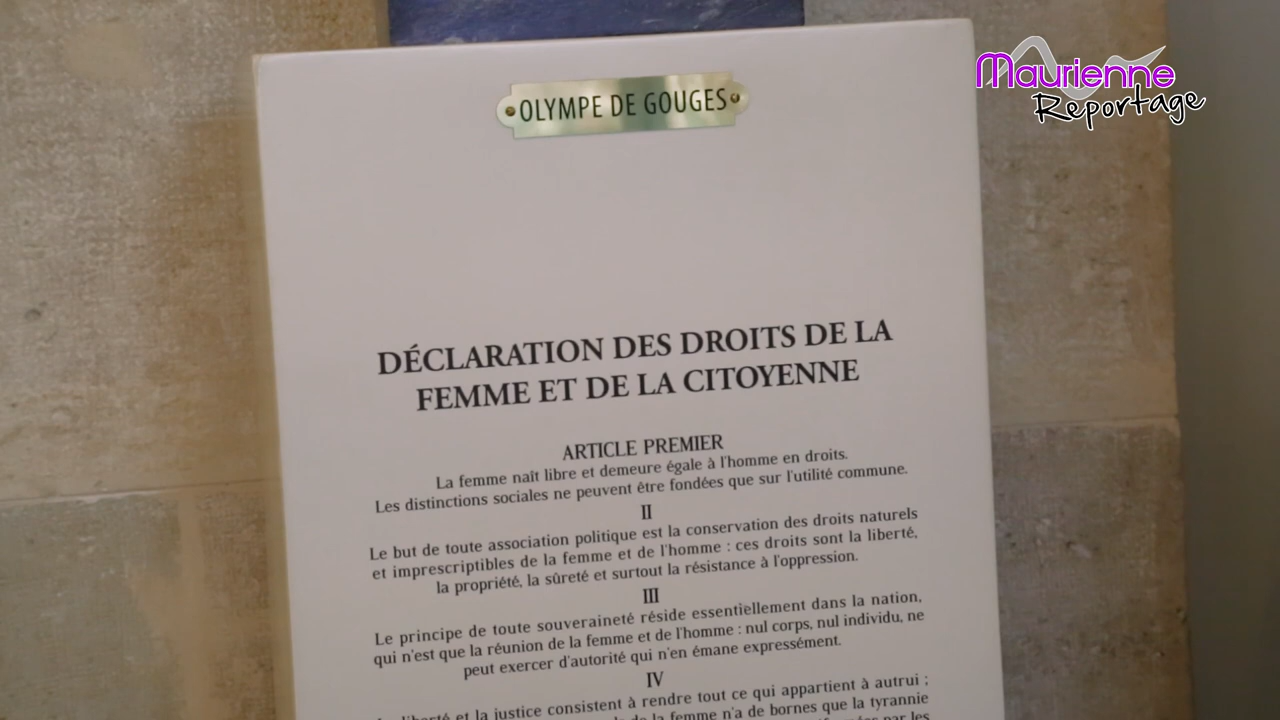 Maurienne
Reportage
OLYMPE DE GOUGES
DÉCLARATION DES DROITS DE LA
FEMME ET DE LA CITOYENNE
ARTICLE PREMIER
La femme naît libre et demeure égale à l'homme en droits.
Les distinctions sociales ne peuvent être fondées que sur l'utilité commune.
II
Le but de toute association politique est la conservation des droits naturels
et imprescriptibles de la femme et de l'homme : ces droits sont la liberté,
la propriété, la sûreté et surtout la résistance à l'oppression.
III
Le principe de toute souveraineté réside essentiellement dans la nation,
qui n'est que la réunion de la femme et de l'homme : nul corps, nul individu, ne
peut exercer d'autorité qui n'en émane expressément.
IV
liberté et la justice consistent à rendre tout ce qui appartient à autrui ;
de la femme n'a de bornes que la tyrannie
par les